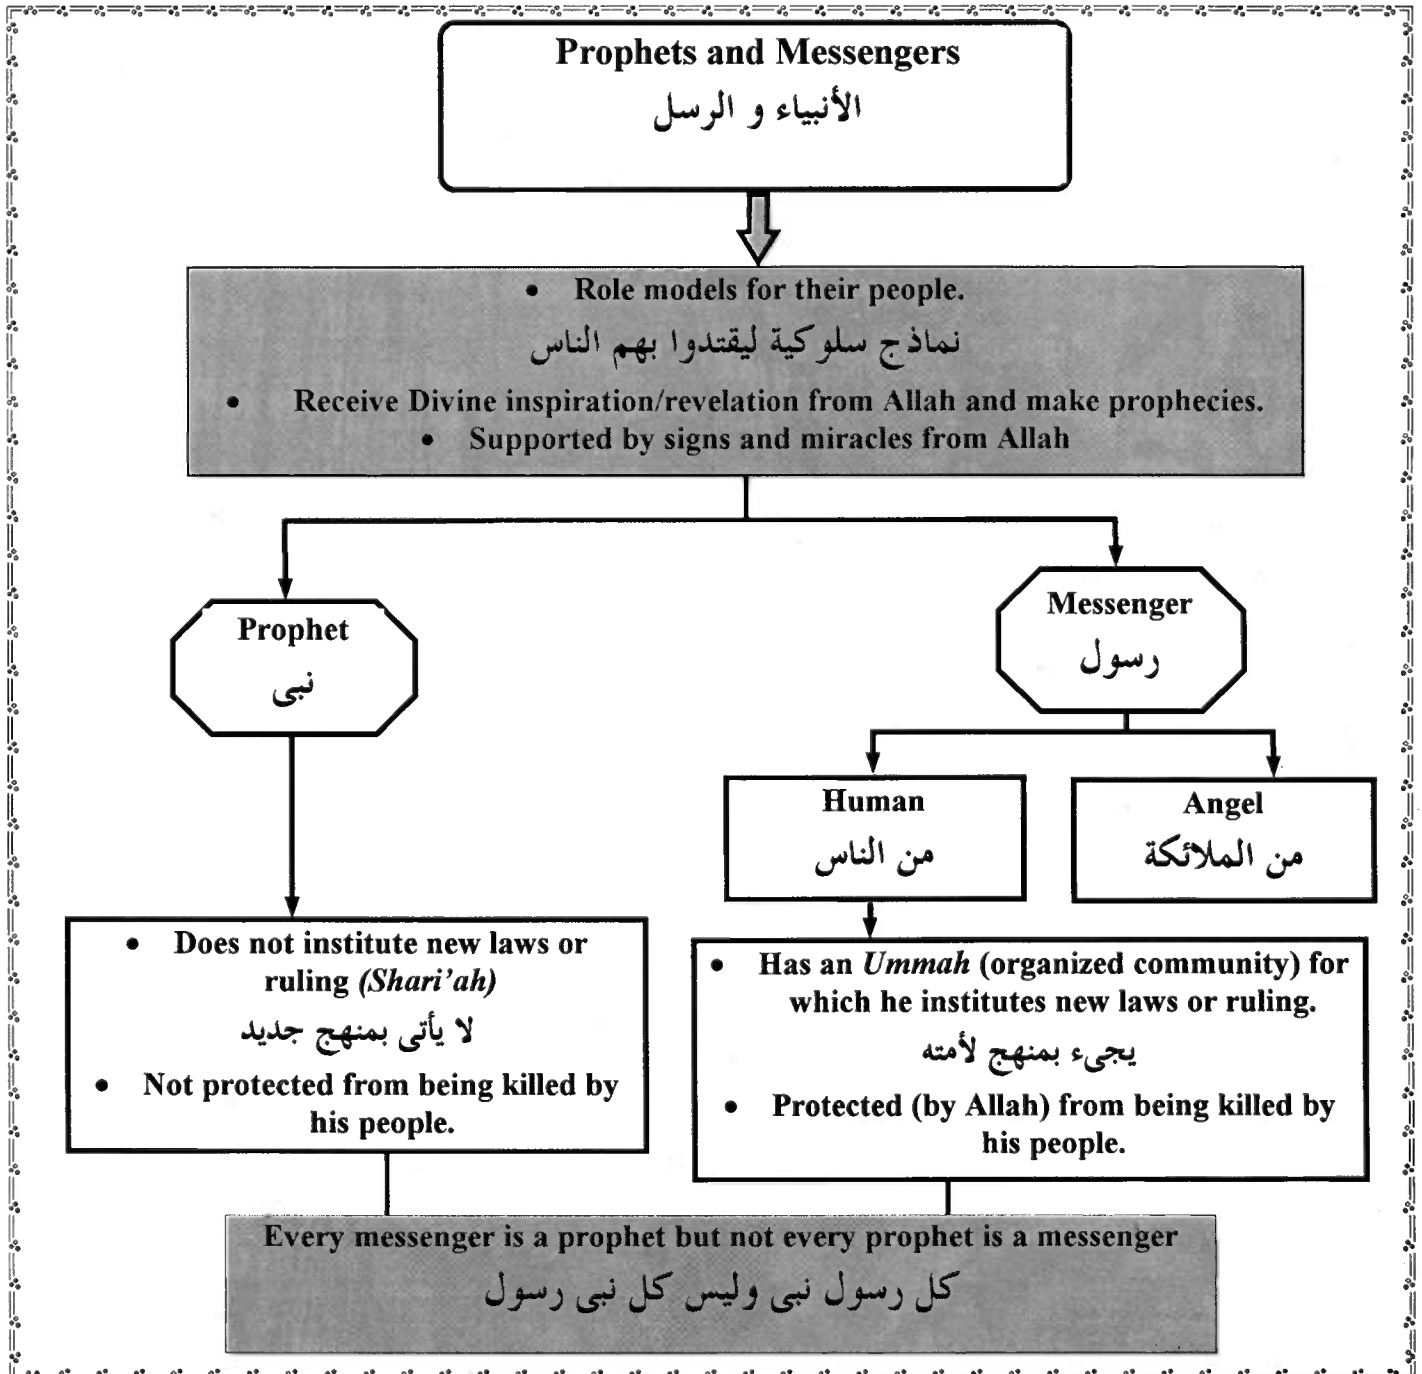 Prophets and Messengers
الأنبياء و الرسل
• Role models for their people.
نماذج سلوكية ليقتدوا بهم الناس
• Receive Divine inspiration/revelation from Allah and make prophecies.
• Supported by signs and miracles from Allah
Prophet
نبى
Messenger
رسول
Human
من الناس
Angel
من الملائكة
• Does not institute new laws or
ruling (Shari'ah)
لا يأتى بمنهج جديد
• Not protected from being killed by
his people.
• Has an Ummah (organized community) for
which he institutes new laws or ruling.
يجىء بمنهج لأمته
• Protected (by Allah) from being killed by
his people.
Every messenger is a prophet but not every prophet is a messenger
كل رسول نبى وليس كل نبى رسول